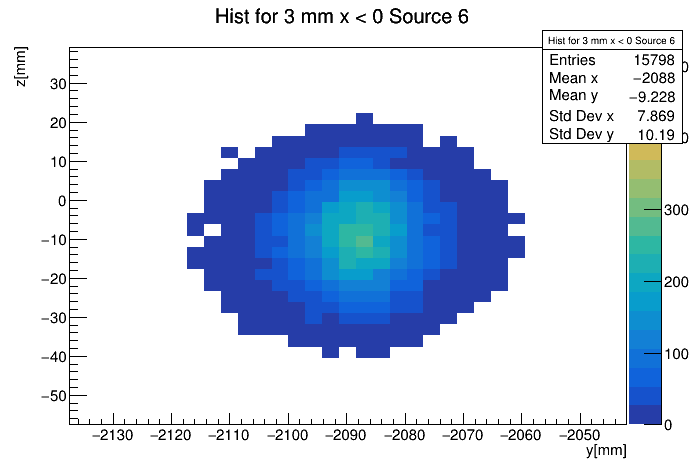 Hist for 3 mm x < 0 Source 6
z[mm]
Hist for 3 mm x < 0 Source 6
Entries 15798
Mean x −2088
Mean y −9.228
Std Dev x 7.869
Std Dev y 10.19
30
20
10
0
−10
−20
−30
−40
−50
0
0
300
200
100
0
−2130 −2120 −2110 −2100 −2090 −2080 −2070 −2060 −2050
y[mm]